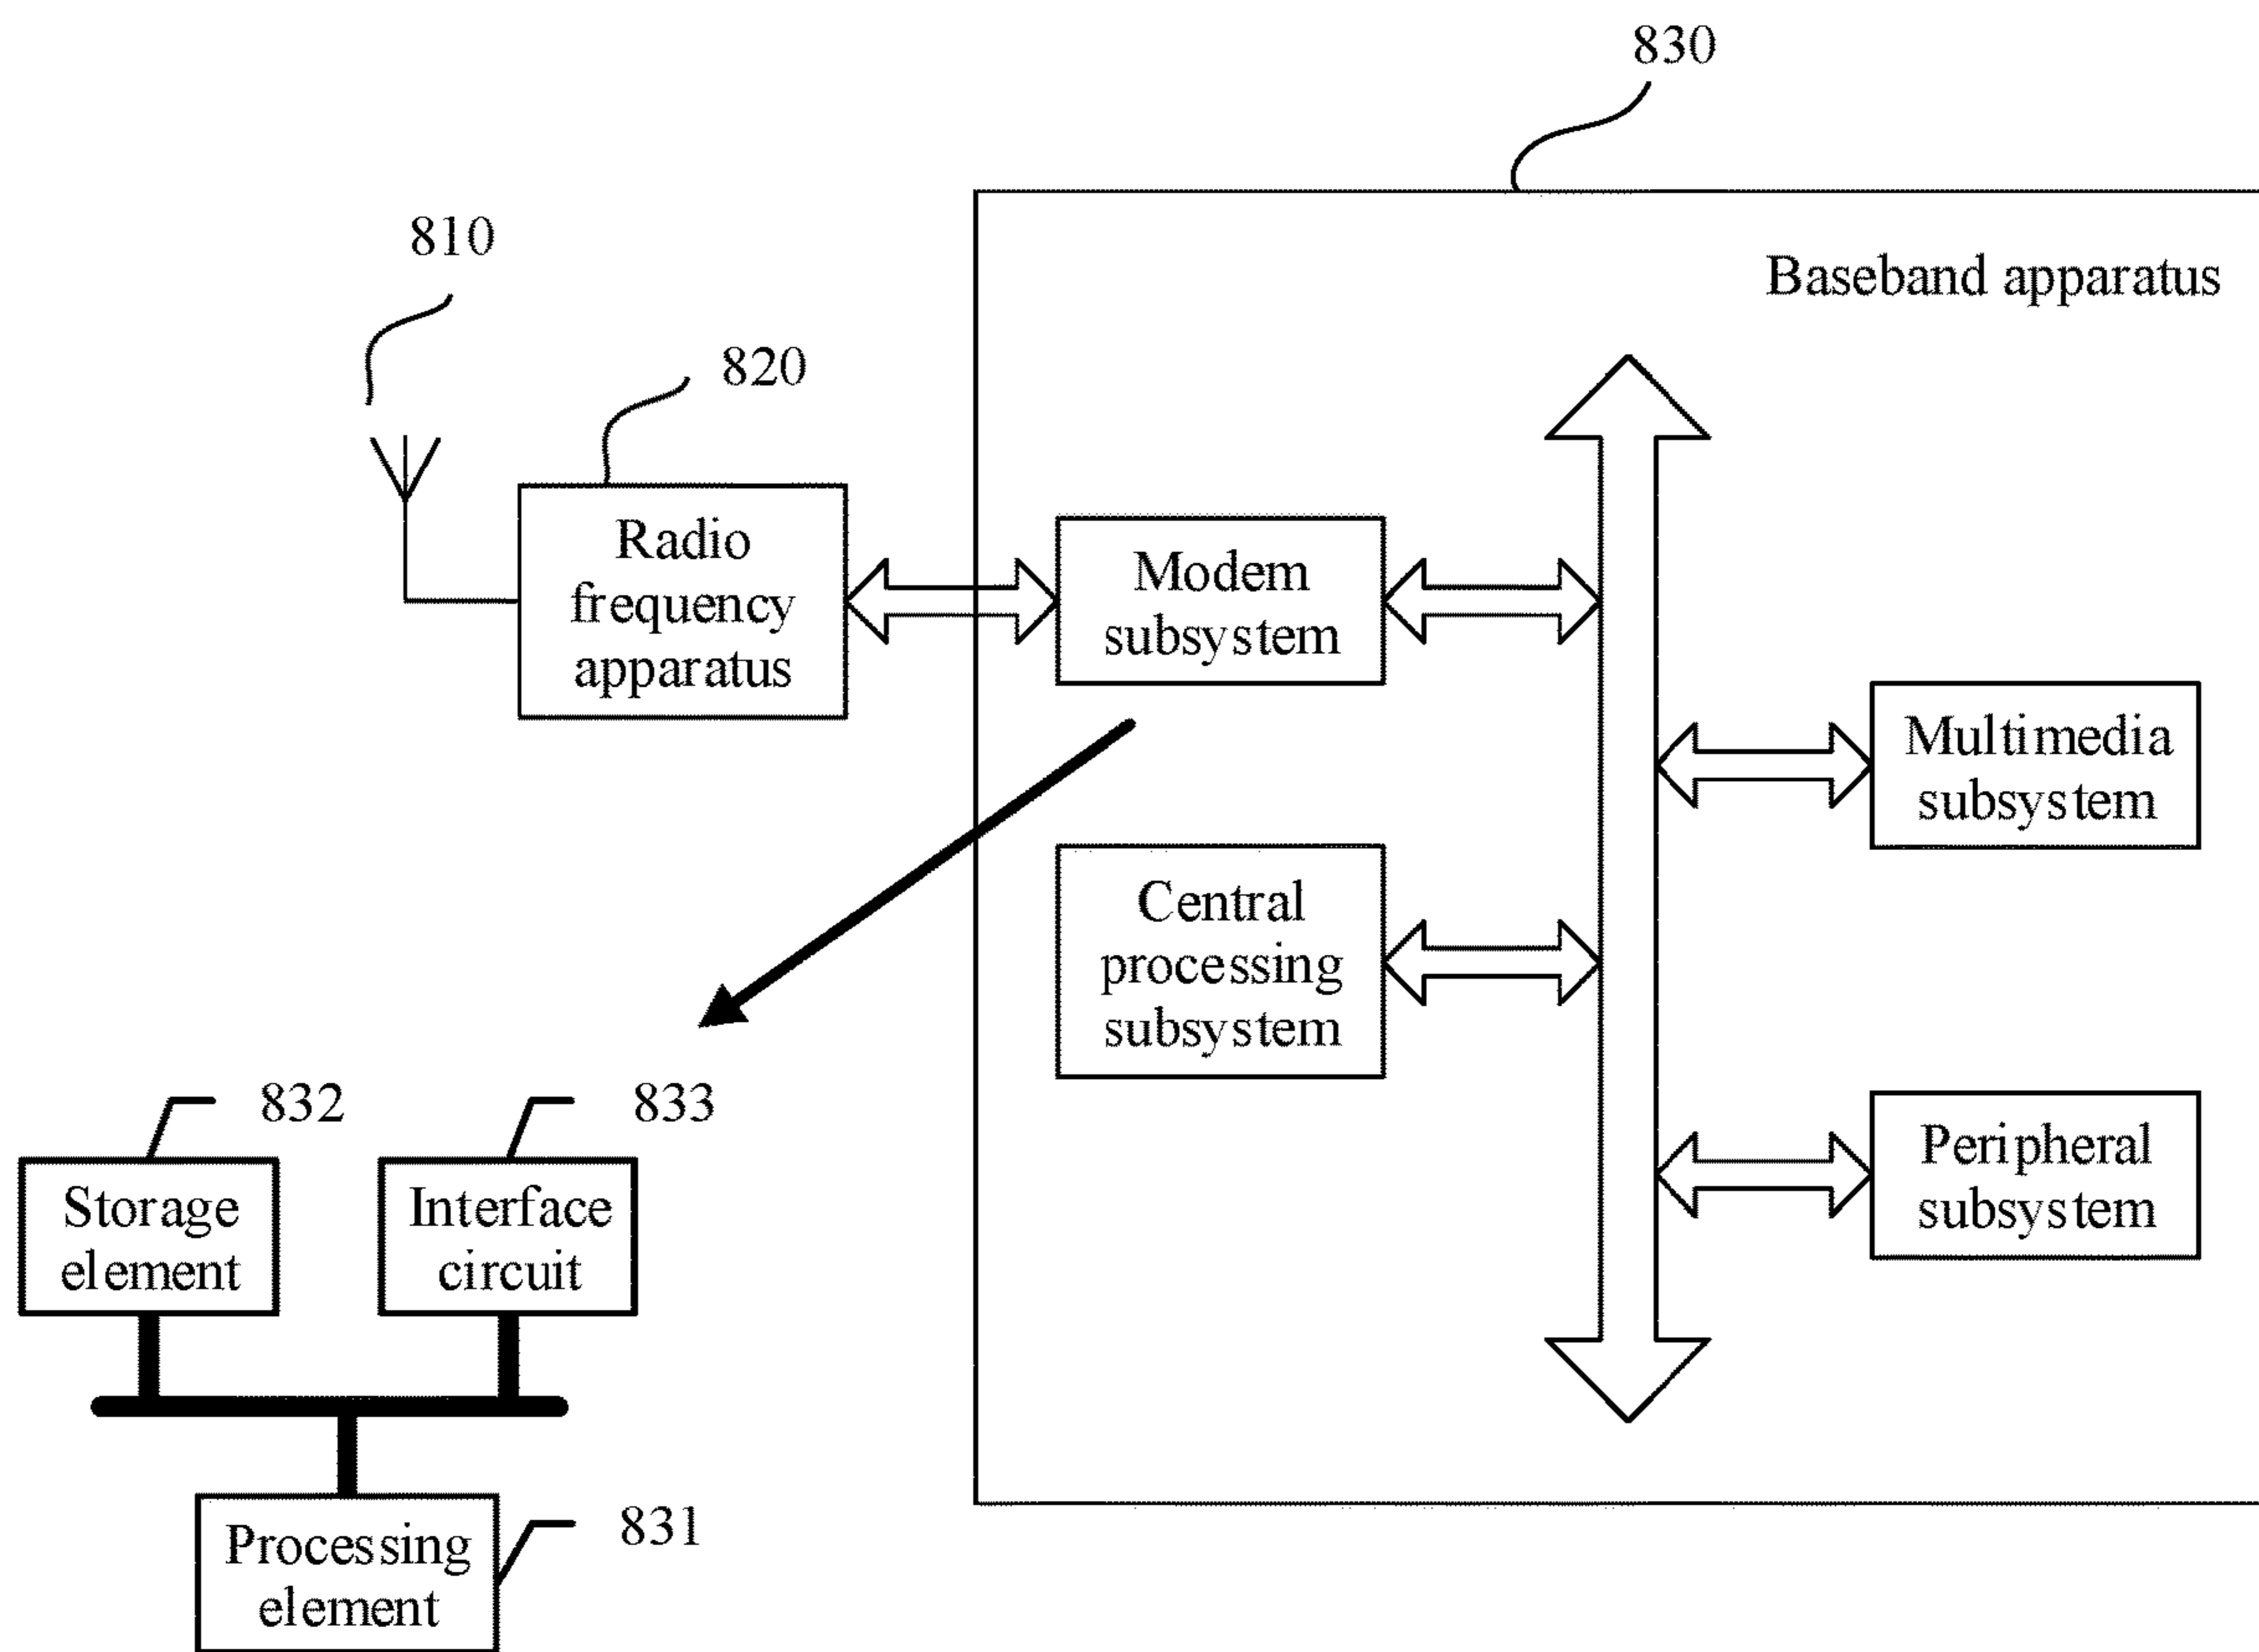 830
810
Baseband apparatus
820
Radio
frequency
apparatus
Modem
subsystem
Multimedia
subsystem
Central
processing
subsystem
832
833
Storage
element
Interface
circuit
Peripheral
subsystem
831
Processing
element